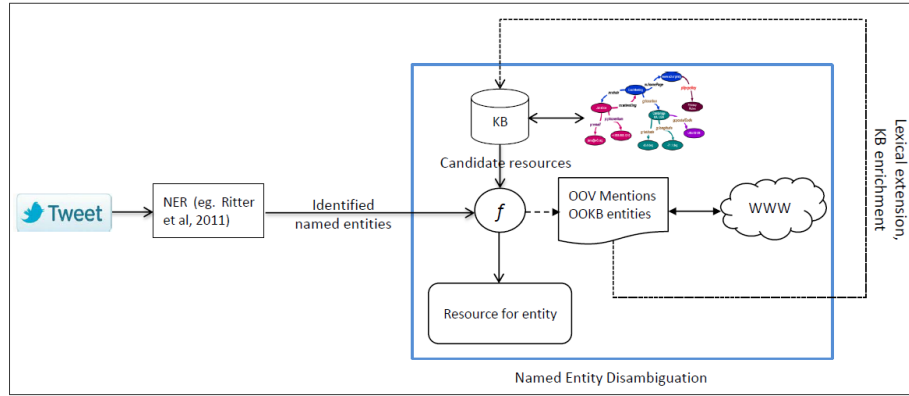 KB
Candidate resources
Tweet
NER (eg. Ritter
et al, 2011)
Identified
named entities
f
OOV Mentions
OOKB entities
WWW
Resource for entity
Lexical extension,
KB enrichment
Named Entity Disambiguation